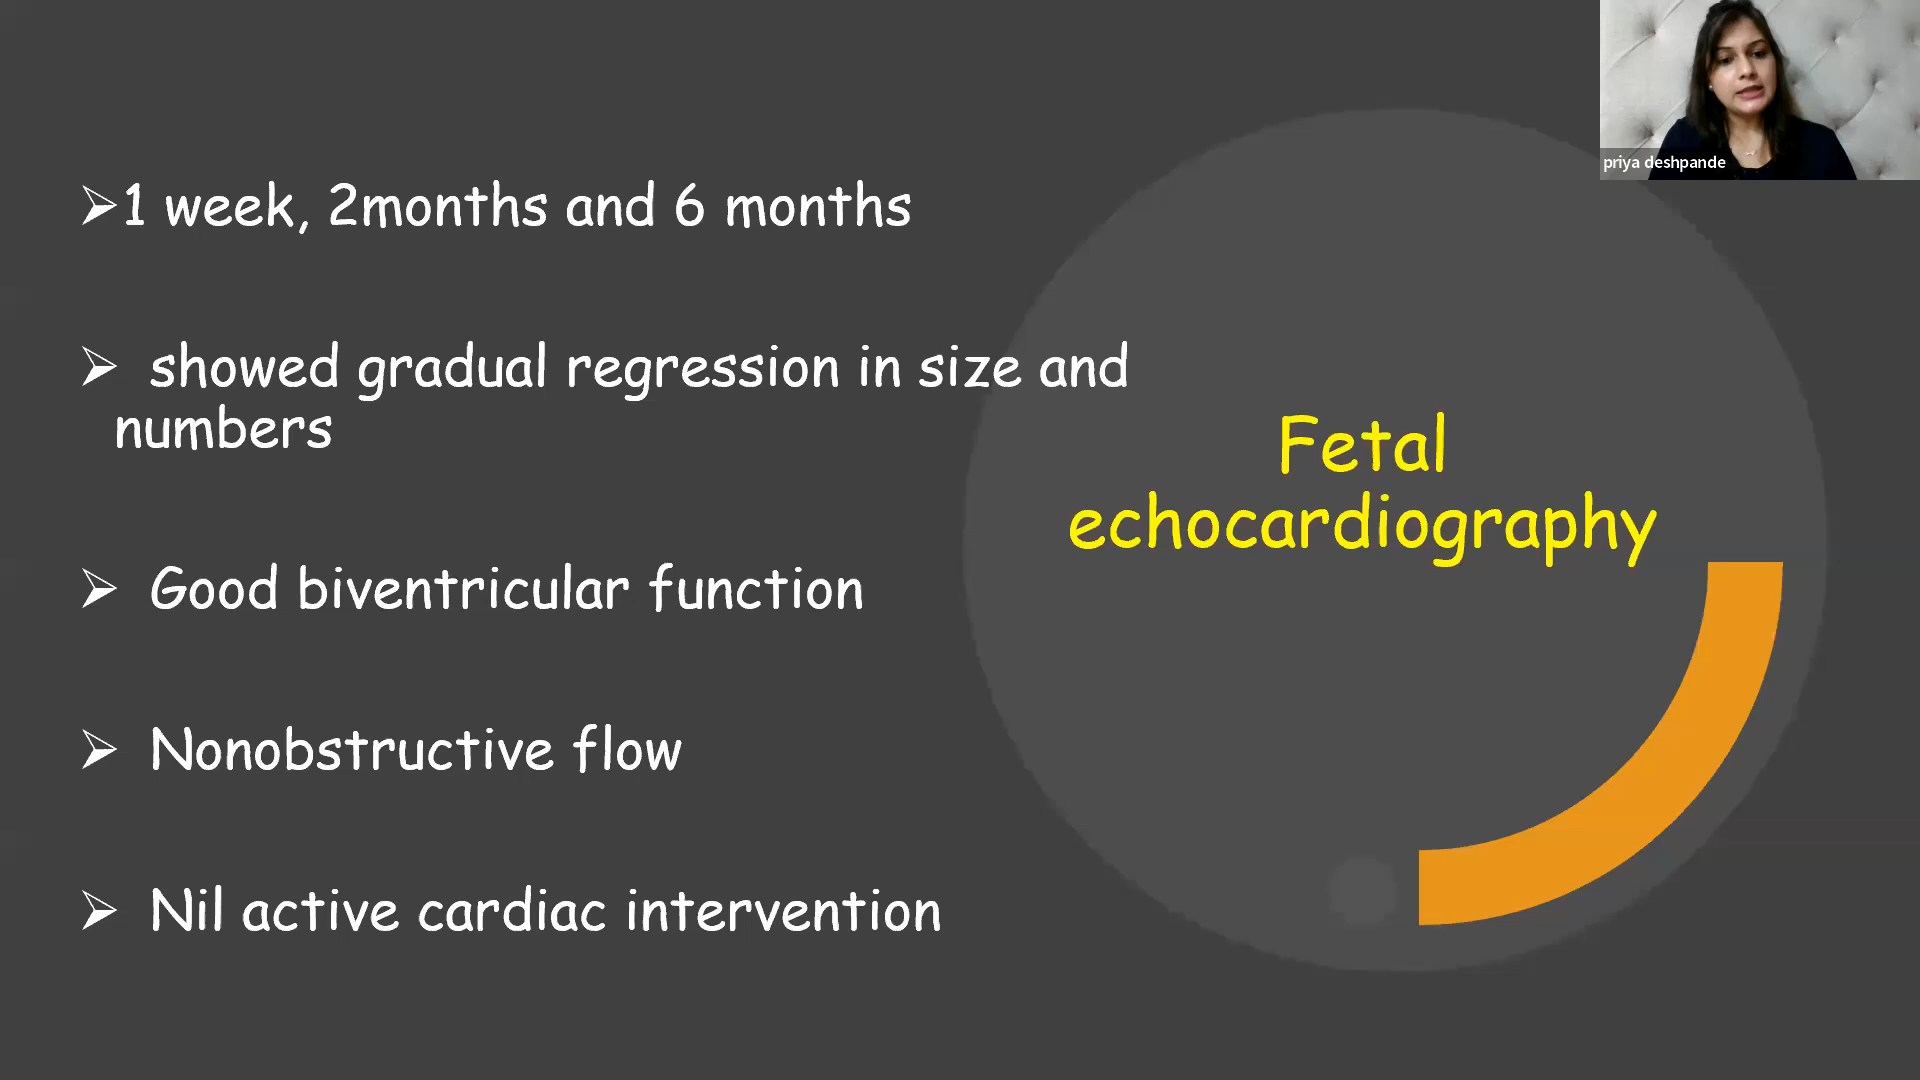 ➢1 week, 2months and 6 months
➢ showed gradual regression in size and
numbers
➢ Good biventricular function
➢ Nonobstructive flow
➢ Nil active cardiac intervention
Fetal
echocardiography
priya deshpande